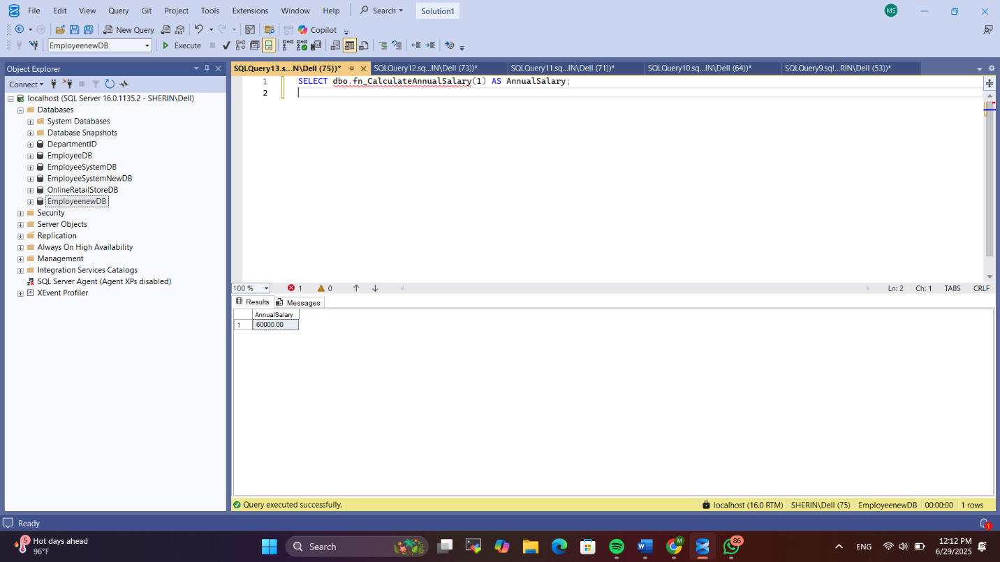 File Edit View Query Git Project Tools Extensions Window Help Search Solution1 MS
New Query DAX Copilot
EmployeenewDB Execute
Object Explorer
Connect
localhost (SQL Server 16.0.1135.2 - SHERIN\Dell)
Databases
System Databases
Database Snapshots
DepartmentID
EmployeeDB
EmployeeSystemDB
EmployeeSystemNewDB
OnlineRetailStoreDB
EmployeenewDB
Security
Server Objects
Replication
Always On High Availability
Management
Integration Services Catalogs
SQL Server Agent (Agent XPs disabled)
XEvent Profiler
SQLQuery13.s...N\Dell (75))* SQLQuery12.sq...IN\Dell (73))* SQLQuery11.sq...IN\Dell (71))* SQLQuery10.sq...IN\Dell (64))* SQLQuery9.sql...RIN\Dell (53))*
1 SELECT dbo.fn_CalculateAnnualSalary(1) AS AnnualSalary;
2
100 % 1 0 Ln: 2 Ch: 1 TABS CRLF
Results Messages
AnnualSalary
1 60000.00
Query executed successfully. localhost (16.0 RTM) SHERIN\Dell (75) EmployeenewDB 00:00:00 1 rows
Ready 1
5 Hot days ahead
96°F
Search
M
86
ENG
12:12 PM
6/29/2025